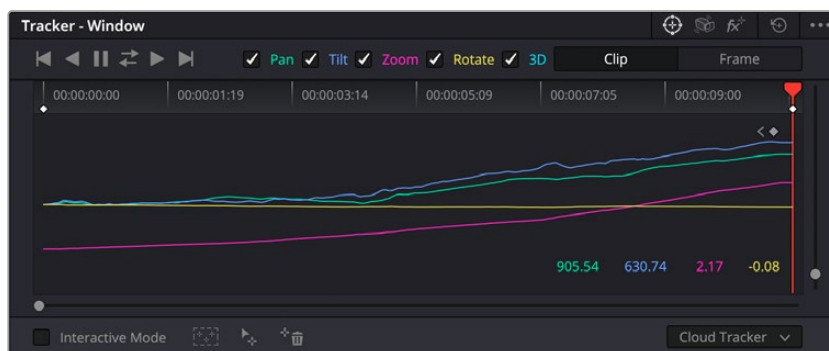 Tracker - Window
Pan Tilt Zoom Rotate 3D Clip Frame
00:00:00:00 00:00:01:19 00:00:03:14 00:00:05:09 00:00:07:05 00:00:09:00
905.54 630.74 2.17 -0.08
Interactive Mode Cloud Tracker